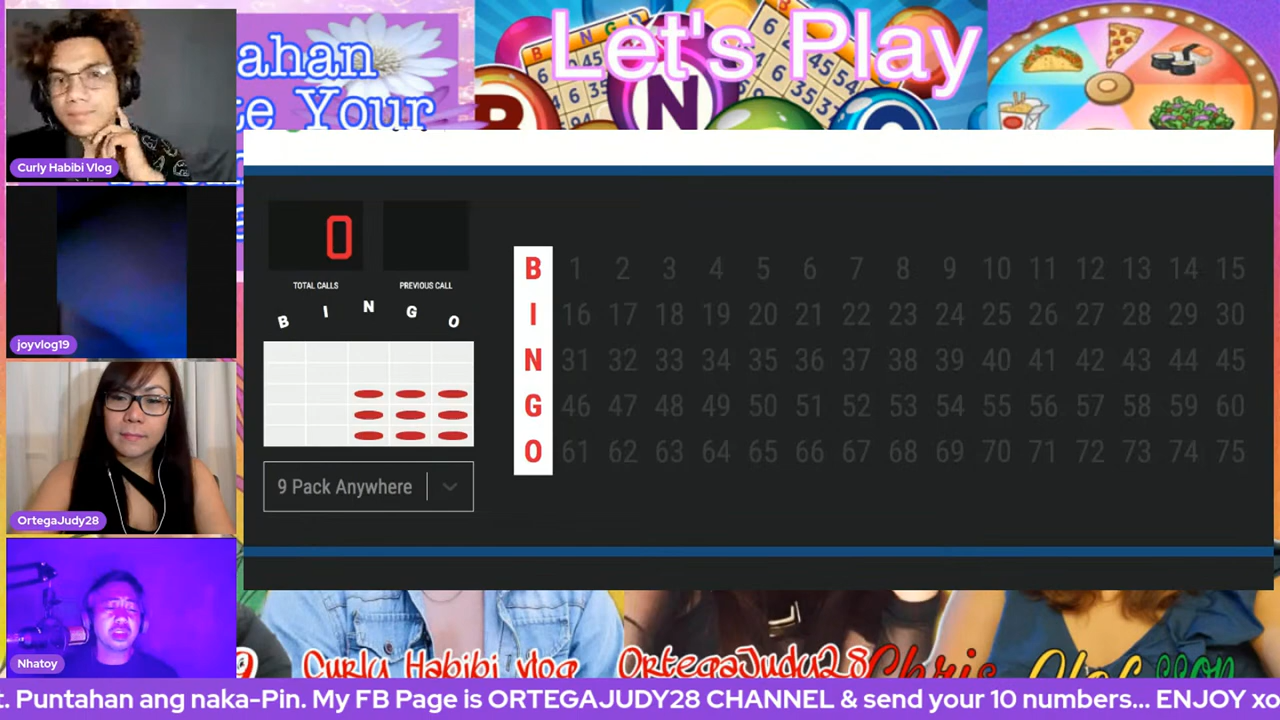 ahan
te Your
Let's Play
B I N G
N
Curly Habibi Vlog
joyvlog19
OrtegaJudy28
Nhatoy
0
TOTAL CALLS
PREVIOUS CALL
B I N G O
9 Pack Anywhere
B 1 2 3 4 5 6 7 8 9 10 11 12 13 14 15
I 16 17 18 19 20 21 22 23 24 25 26 27 28 29 30
N 31 32 33 34 35 36 37 38 39 40 41 42 43 44 45
G 46 47 48 49 50 51 52 53 54 55 56 57 58 59 60
O 61 62 63 64 65 66 67 68 69 70 71 72 73 74 75
Curly Habibi vlog
OrtegaJudy28
Chris
t. Puntahan ang naka-Pin. My FB Page is ORTEGAJUDY28 CHANNEL & send your 10 numbers... ENJOY xo